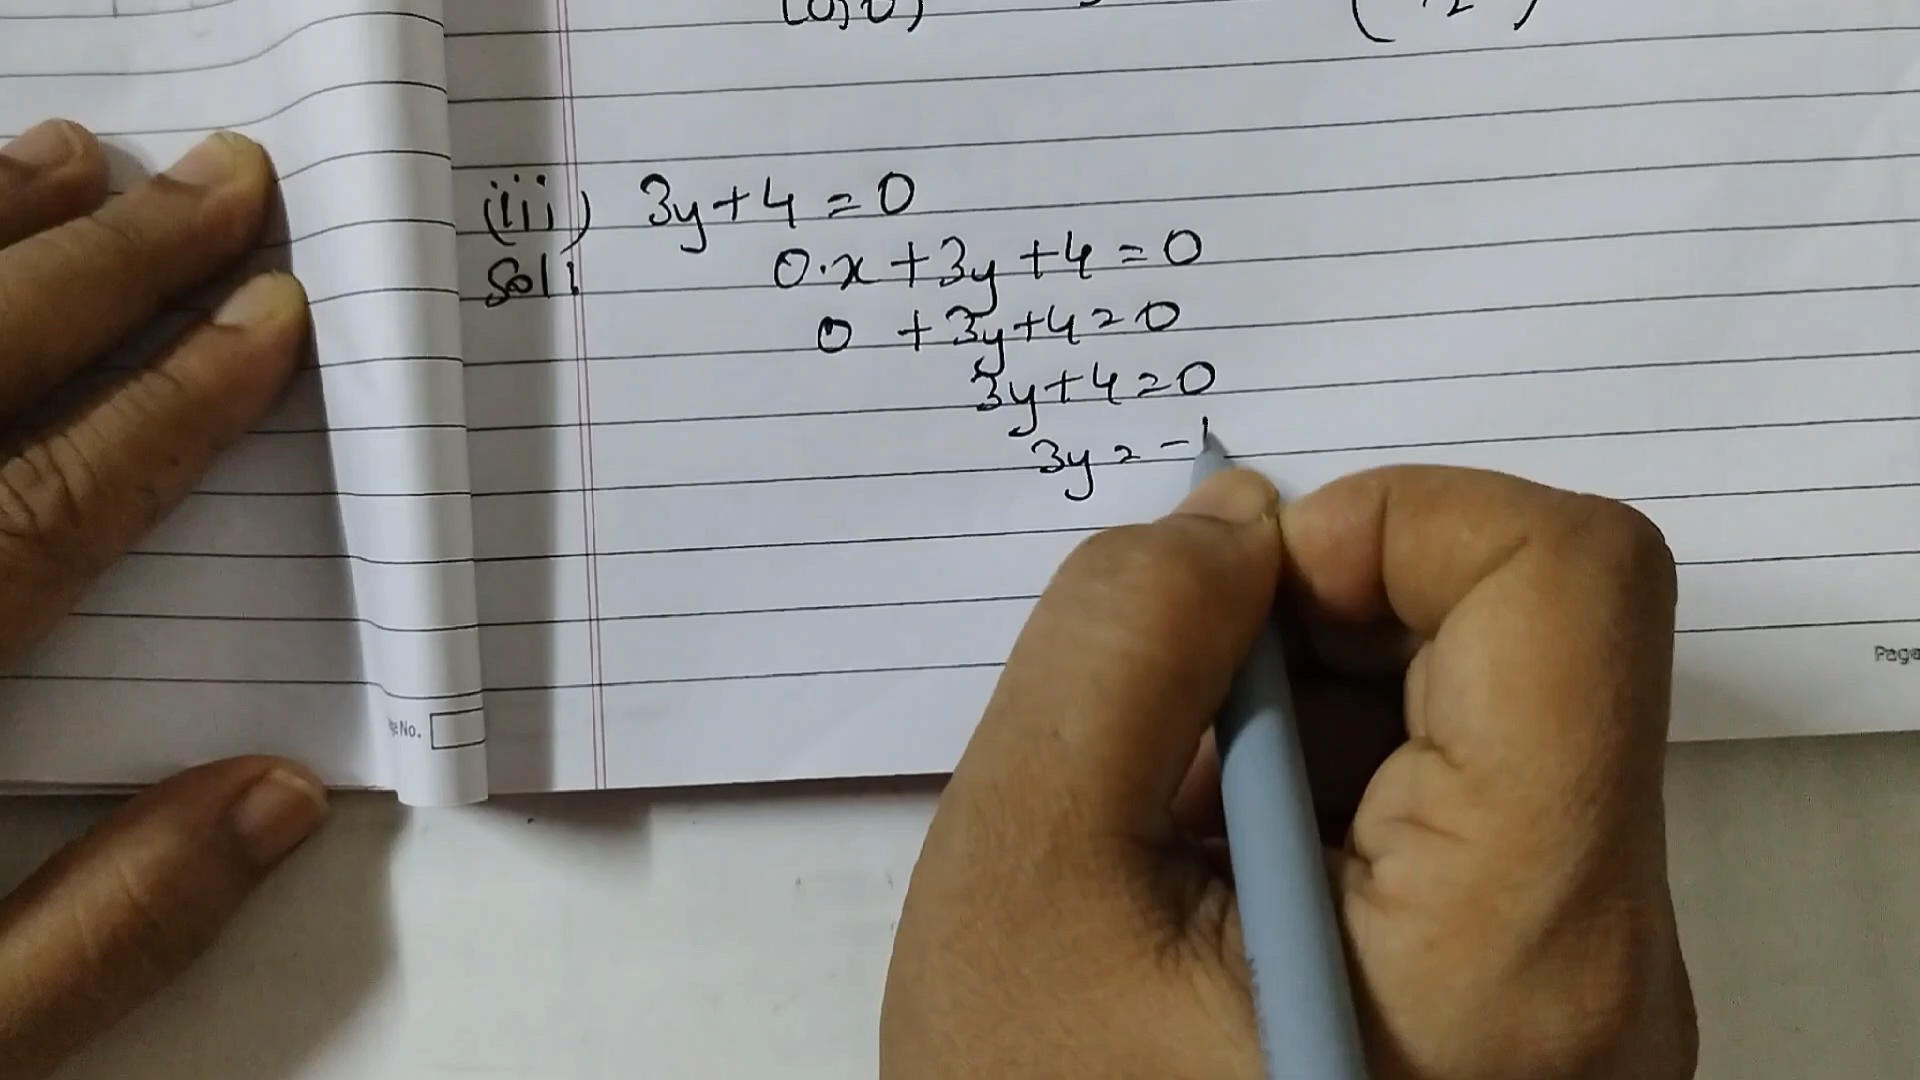 (iii) 3y+4=0
Sol: 0·x+3y+4=0
0 +3y+4=0
3y+4=0
3y=-
Page
No.